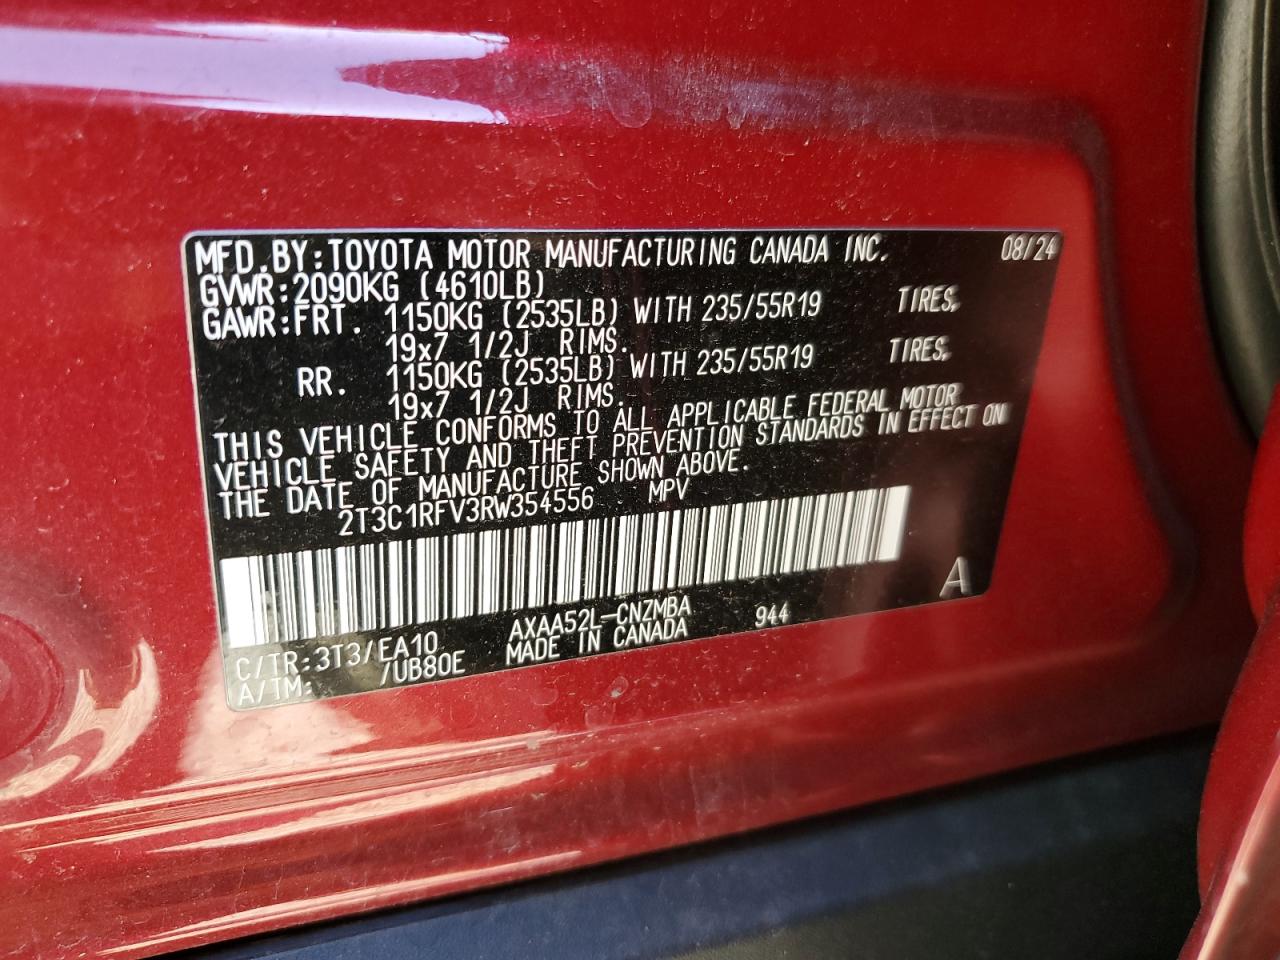 MFD.BY:TOYOTA MOTOR MANUFACTURING CANADA INC. 08/24
GVWR:2090KG (4610LB)
GAWR:FRT. 1150KG (2535LB) WITH 235/55R19 TIRES,
19x7 1/2J RIMS.
RR. 1150KG (2535LB) WITH 235/55R19 TIRES,
19x7 1/2J RIMS.
THIS VEHICLE CONFORMS TO ALL APPLICABLE FEDERAL MOTOR
VEHICLE SAFETY AND THEFT PREVENTION STANDARDS IN EFFECT ON
THE DATE OF MANUFACTURE SHOWN ABOVE.
2T3C1RFV3RW354556 MPV
A
C/TR:3T3/EA10 AXAA52L-CNZMBA 944
A/TM: /UB80E MADE IN CANADA